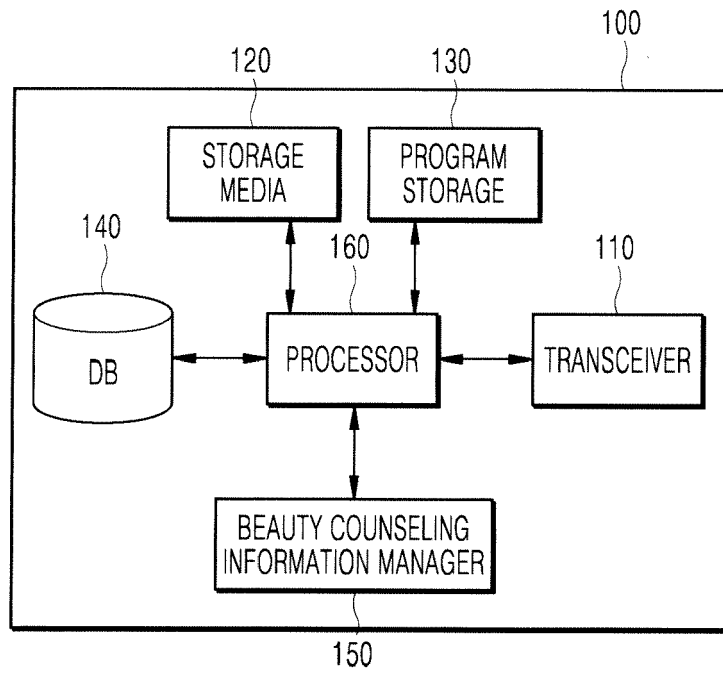 100
120
130
STORAGE
MEDIA
PROGRAM
STORAGE
140
160
110
DB
PROCESSOR
TRANSCEIVER
BEAUTY COUNSELING
INFORMATION MANAGER
150